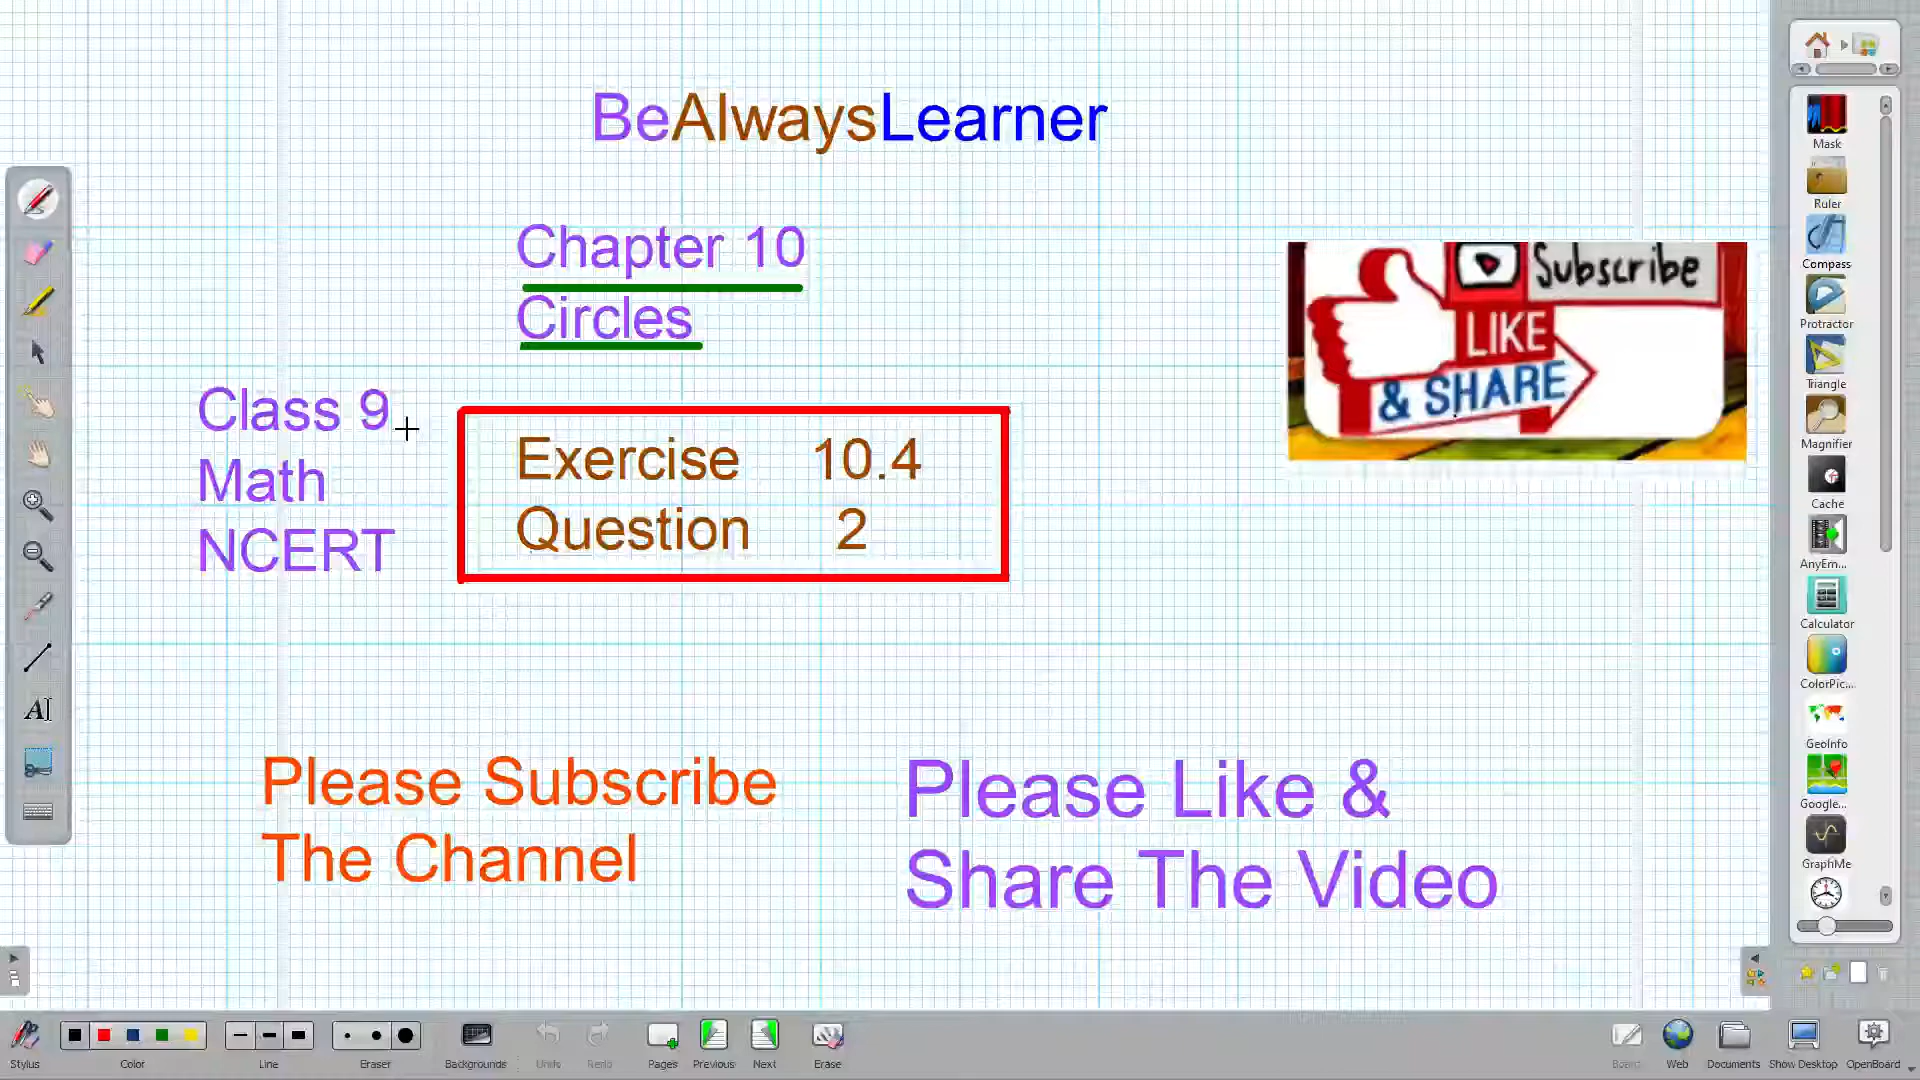 BeAlwaysLearner
Chapter 10
Circles
Class 9
Math
NCERT
Exercise 10.4
Question 2
Subscribe
LIKE
& SHARE
Please Subscribe
The Channel
Please Like &
Share The Video
Mask
Ruler
Compass
Protractor
Triangle
Magnifier
Cache
AnyEm...
Calculator
ColorPic...
GeoInfo
Google...
GraphMe
Stylus
Color
Line
Eraser
Backgrounds
Undo
Redo
Pages
Previous
Next
Erase
Board
Web
Documents
Show Desktop
OpenBoard